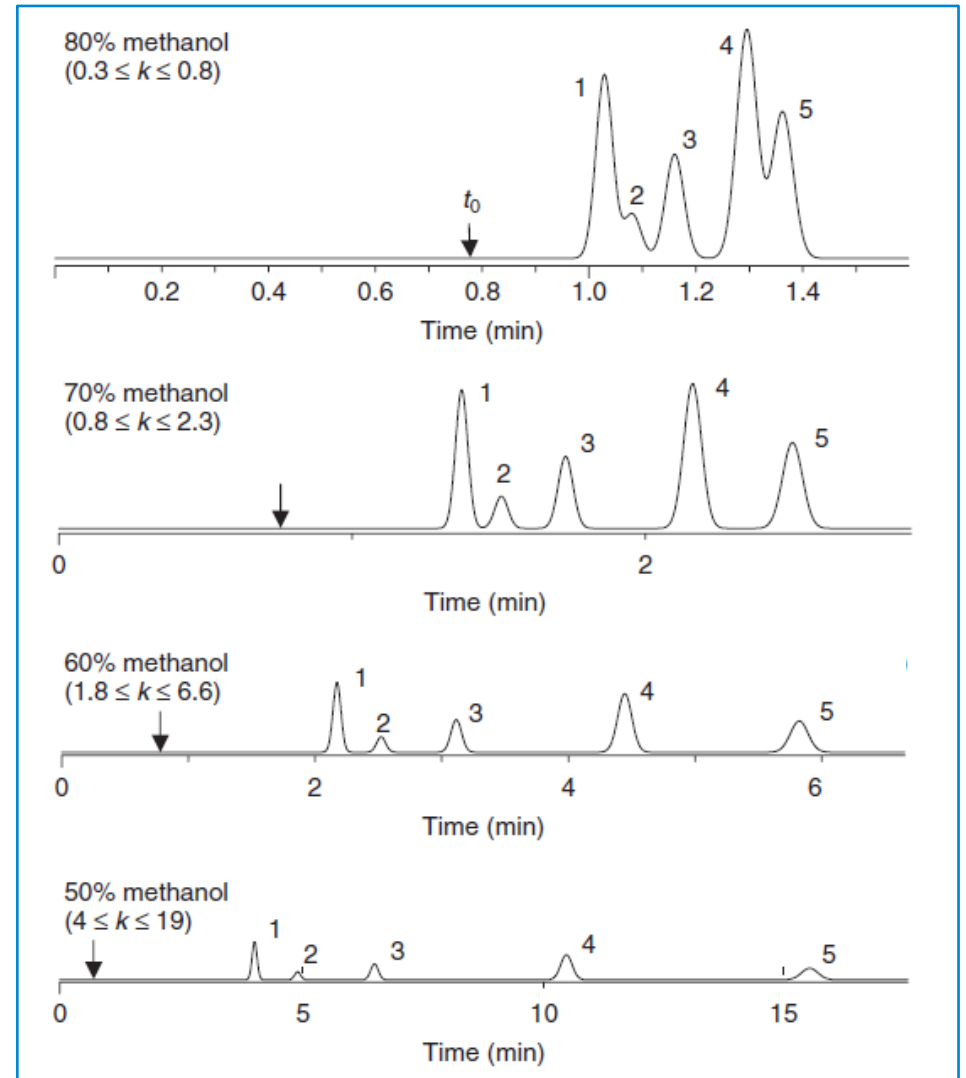 80% methanol
(0.3 ≤ k ≤ 0.8)
4
1
5
3
2
t0
0.2 0.4 0.6 0.8 1.0 1.2 1.4
Time (min)
70% methanol
(0.8 ≤ k ≤ 2.3)
1
4
3
5
2
0 2
Time (min)
60% methanol
(1.8 ≤ k ≤ 6.6)
1
4
2 3
5
0 2 4 6
Time (min)
50% methanol
(4 ≤ k ≤ 19)
1
2 3 4 5
0 5 10 15
Time (min)